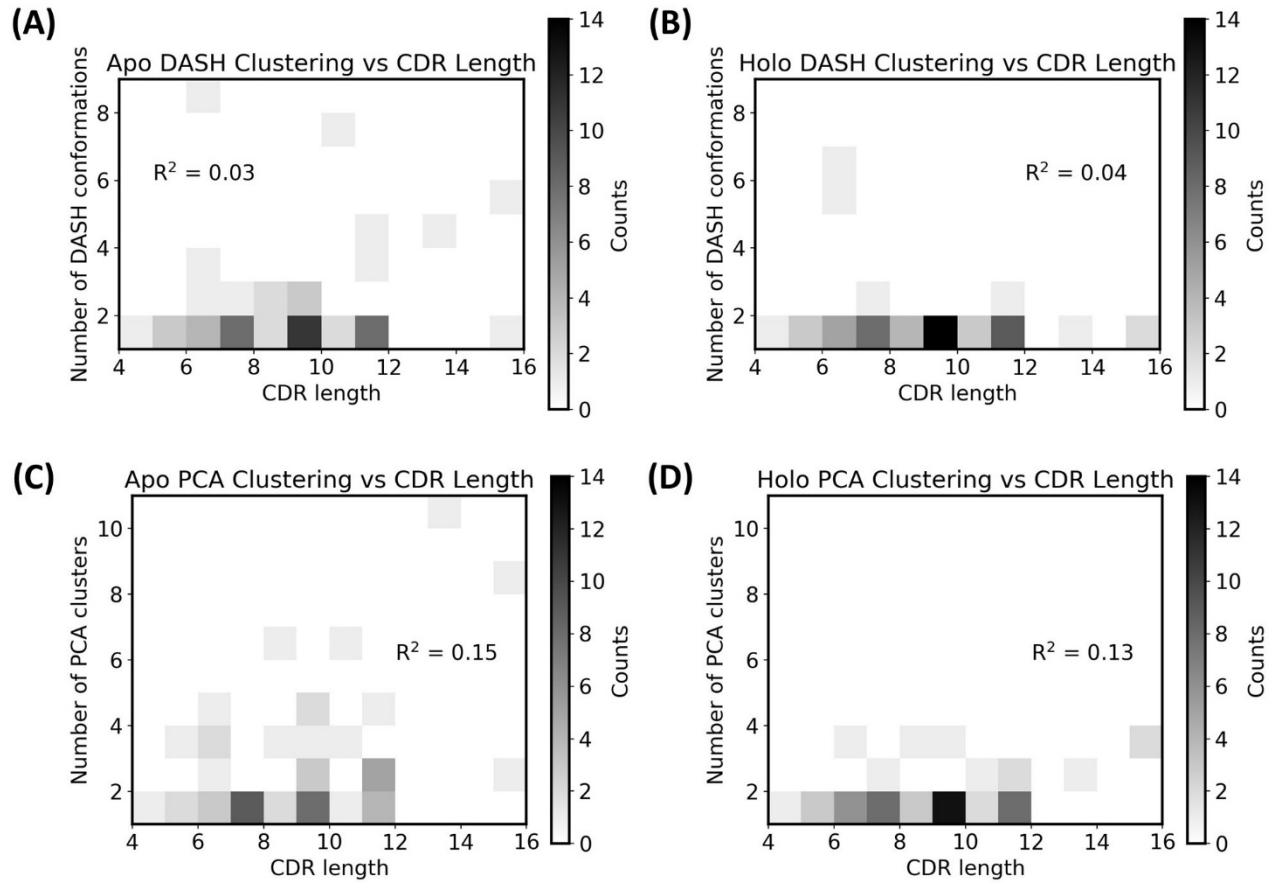 (A)
Apo DASH Clustering vs CDR Length
Number of DASH conformations
8
6
4
2
R² = 0.03
4 6 8 10 12 14 16
CDR length
14
12
10
8
6
4
2
0
Counts
(B)
Holo DASH Clustering vs CDR Length
Number of DASH conformations
8
6
4
2
R² = 0.04
4 6 8 10 12 14 16
CDR length
14
12
10
8
6
4
2
0
Counts
(C)
Apo PCA Clustering vs CDR Length
Number of PCA clusters
10
8
6
4
2
R² = 0.15
4 6 8 10 12 14 16
CDR length
14
12
10
8
6
4
2
0
Counts
(D)
Holo PCA Clustering vs CDR Length
Number of PCA clusters
10
8
6
4
2
R² = 0.13
4 6 8 10 12 14 16
CDR length
14
12
10
8
6
4
2
0
Counts